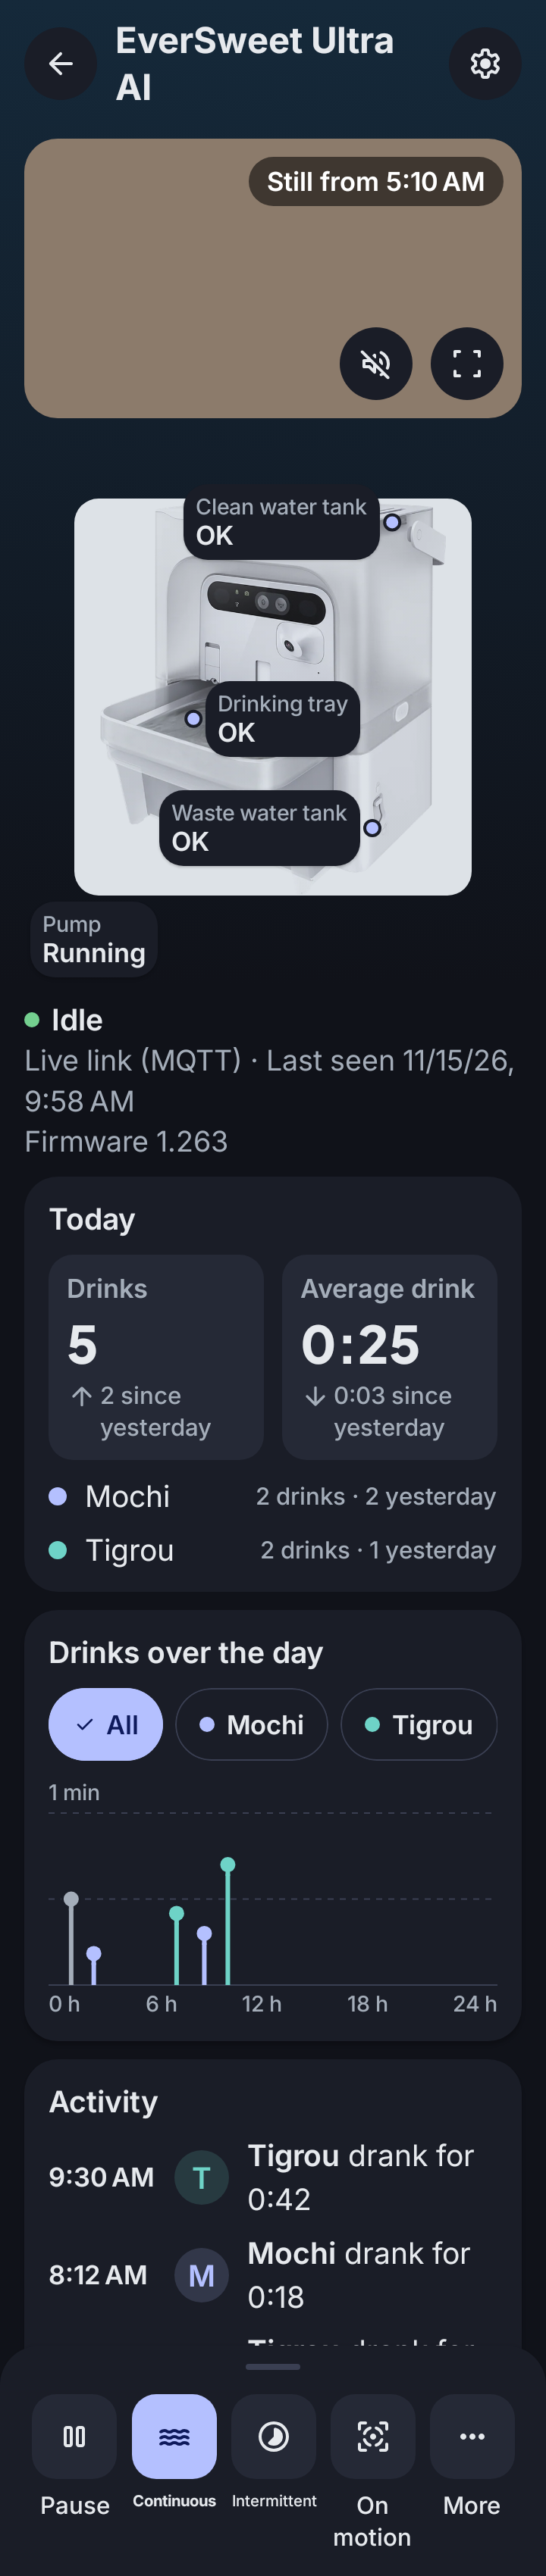 EverSweet Ultra
AI
Still from 5:10 AM
Clean water tank
OK
Drinking tray
OK
Waste water tank
OK
Pump
Running
Idle
Live link (MQTT) · Last seen 11/15/26,
9:58 AM
Firmware 1.263
Today
Drinks
5
↑ 2 since
yesterday
Average drink
0:25
↓ 0:03 since
yesterday
Mochi 2 drinks · 2 yesterday
Tigrou 2 drinks · 1 yesterday
Drinks over the day
All Mochi Tigrou
1 min
0 h 6 h 12 h 18 h 24 h
Activity
9:30 AM T Tigrou drank for
0:42
8:12 AM M Mochi drank for
0:18
Pause Continuous Intermittent On
motion More